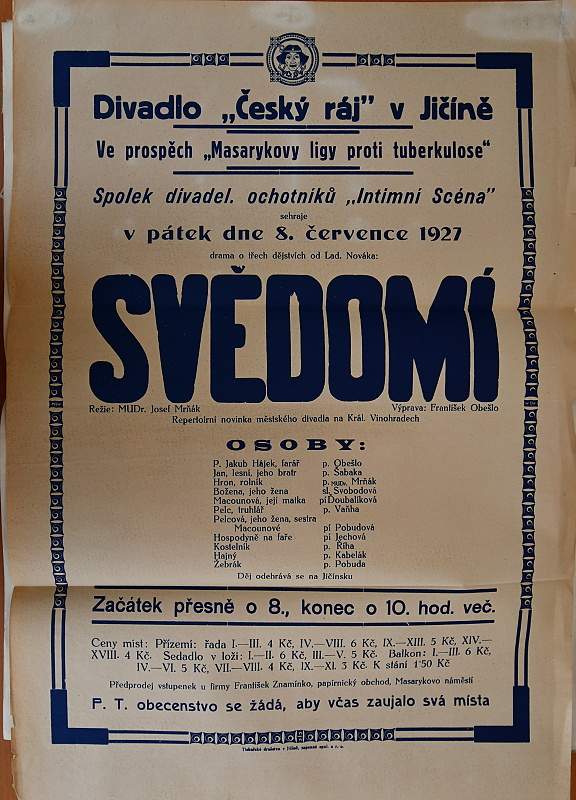 Divadlo „Český ráj" v Jičíně
Ve prospěch „Masarykovy ligy proti tuberkulose"
Spolek divadel. ochotníků „Intimní Scéna"
sehraje
v pátek dne 8. července 1927
drama o třech dějstvích od Lad. Nováka:
SVĚDOMÍ
Režie: MUDr. Josef Mrňák Výprava: František Obešlo
Repertoirní novinka městského divadla na Král. Vinohradech
OSOBY:
P. Jakub Hájek, farář p. Obešlo
Jan, lesní, jeho bratr p. Šabaka
Hron, rolník p. MUDr. Mrňák
Božena, jeho žena sl. Svobodová
Macounová, její matka pí Doubalíková
Pelc, truhlář p. Vaňha
Pelcová, jeho žena, sestra
Macounové pí Pobudová
Hospodyně na faře pí Jechová
Kostelník p. Říha
Hajný p. Kabelák
Žebrák p. Pobuda
Děj odehrává se na Jičínsku
Začátek přesně o 8., konec o 10. hod. več.
Ceny míst: Přízemí: řada I.—III. 4 Kč, IV.—VIII. 6 Kč, IX.—XIII. 5 Kč, XIV.—
XVIII. 4 Kč. Sedadlo v loži: I.—II. 6 Kč, III.—V. 5 Kč. Balkon: I.—III. 6 Kč,
IV.—VI. 5 Kč, VII.—VIII. 4 Kč, IX.—XI. 3 Kč. K stání 1·50 Kč
Předprodej vstupenek u firmy František Znamínko, papírnický obchod, Masarykovo náměstí
P. T. obecenstvo se žádá, aby včas zaujalo svá místa
Tiskařské družstvo v Jičíně, zapsané spol. s r. o.